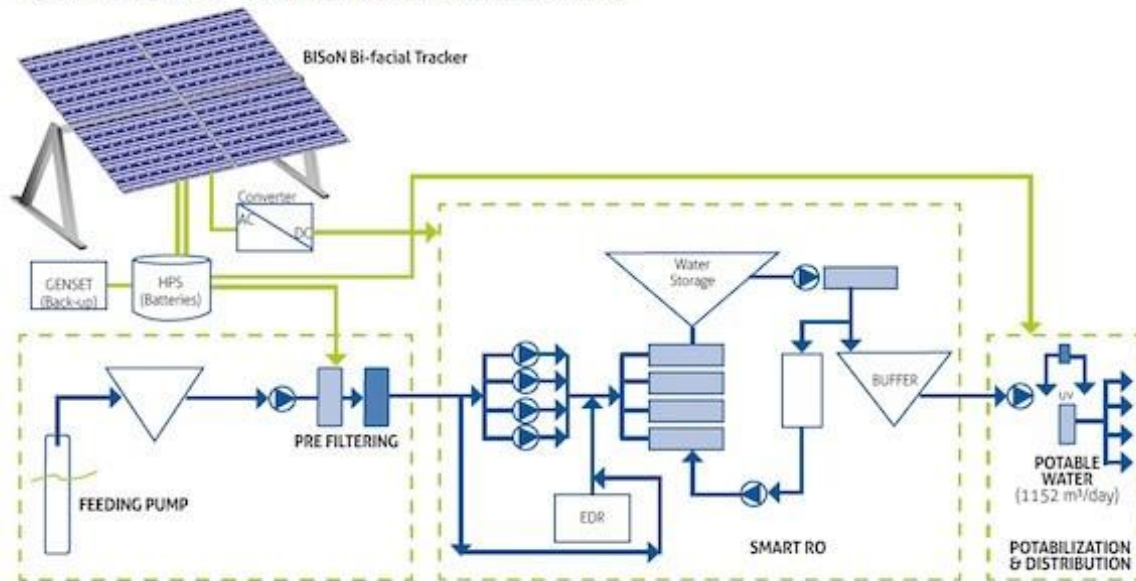 BISoN Bi-facial Tracker
Converter
AC
DC
GENSET
(Back-up)
HPS
(Batteries)
Water
Storage
BUFFER
UV
PRE FILTERING
FEEDING PUMP
EDR
SMART RO
POTABLE
WATER
(1152 m³/day)
POTABILIZATION
& DISTRIBUTION